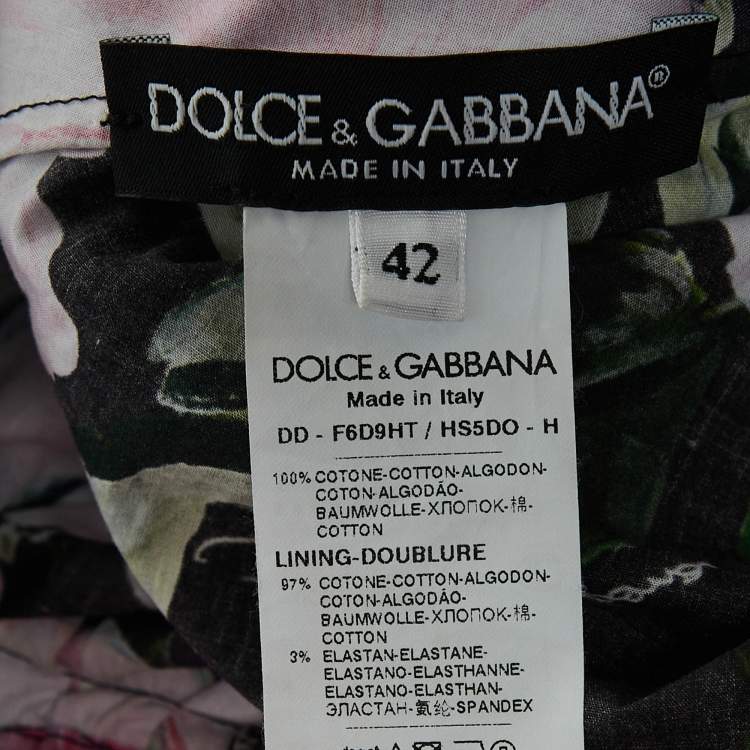 DOLCE & GABBANA®
MADE IN ITALY
42
DOLCE & GABBANA
Made in Italy
DD - F6D9HT / HS5DO - H
100% COTONE-COTTON-ALGODON-
COTON-ALGODÃO-
BAUMWOLLE-ХЛОПОК-棉-
COTTON
LINING-DOUBLURE
97% COTONE-COTTON-ALGODON-
COTON-ALGODÃO-
BAUMWOLLE-ХЛОПОК-棉-
COTTON
3% ELASTAN-ELASTANE-
ELASTANO-ELASTHANNE-
ELASTANO-ELASTHAN-
ЭЛАСТАН-氨纶-SPANDEX